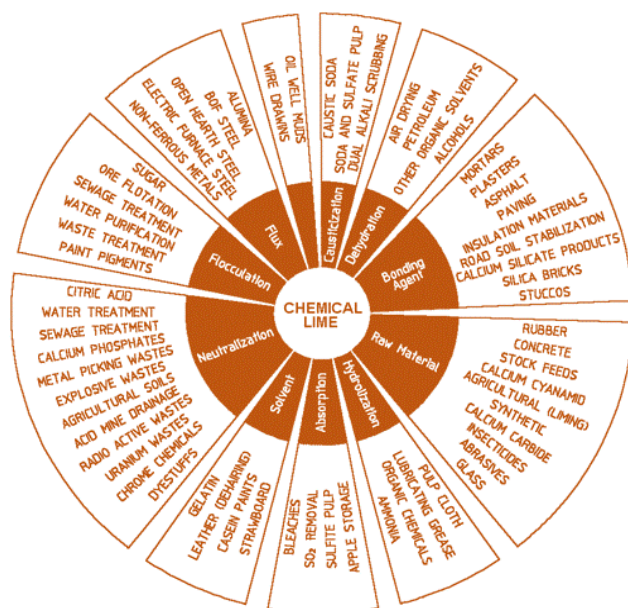 CHEMICAL
LIME
Causticization
CAUSTIC SODA
SODA AND SULFATE PULP
DUAL ALKALI SCRUBBING
Dehydration
AIR DRYING
PETROLEUM
OTHER ORGANIC SOLVENTS
ALCOHOLS
Bonding
Agent
MORTARS
PLASTERS
ASPHALT
PAVING
INSULATION MATERIALS
ROAD SOIL STABILIZATION
CALCIUM SILICATE PRODUCTS
SILICA BRICKS
STUCCOS
Raw Material
RUBBER
CONCRETE
STOCK FEEDS
CALCIUM CYANAMID
AGRICULTURAL (LIMING)
SYNTHETIC
CALCIUM CARBIDE
INSECTICIDES
ABRASIVES
GLASS
Hydrolization
PULP CLOTH
LUBRICATING GREASE
ORGANIC CHEMICALS
AMMONIA
Absorption
BLEACHES
SO₂ REMOVAL
SULFITE PULP
APPLE STORAGE
Solvent
GELATIN
LEATHER (DEHAIRING)
CASEIN PAINTS
STRAWBOARD
Neutralization
CITRIC ACID
WATER TREATMENT
SEWAGE TREATMENT
CALCIUM PHOSPHATES
METAL PICKING WASTES
EXPLOSIVE WASTES
AGRICULTURAL SOILS
ACID MINE DRAINAGE
RADIO ACTIVE WASTES
URANIUM WASTES
CHROME CHEMICALS
DYESTUFFS
Flocculation
SUGAR
ORE FLOTATION
SEWAGE TREATMENT
WATER PURIFICATION
WASTE TREATMENT
PAINT PIGMENTS
Flux
ALUMINA
BOF STEEL
OPEN HEARTH STEEL
ELECTRIC FURNACE STEEL
NON-FERROUS METALS
OIL WELL MUDS
WIRE DRAWINS